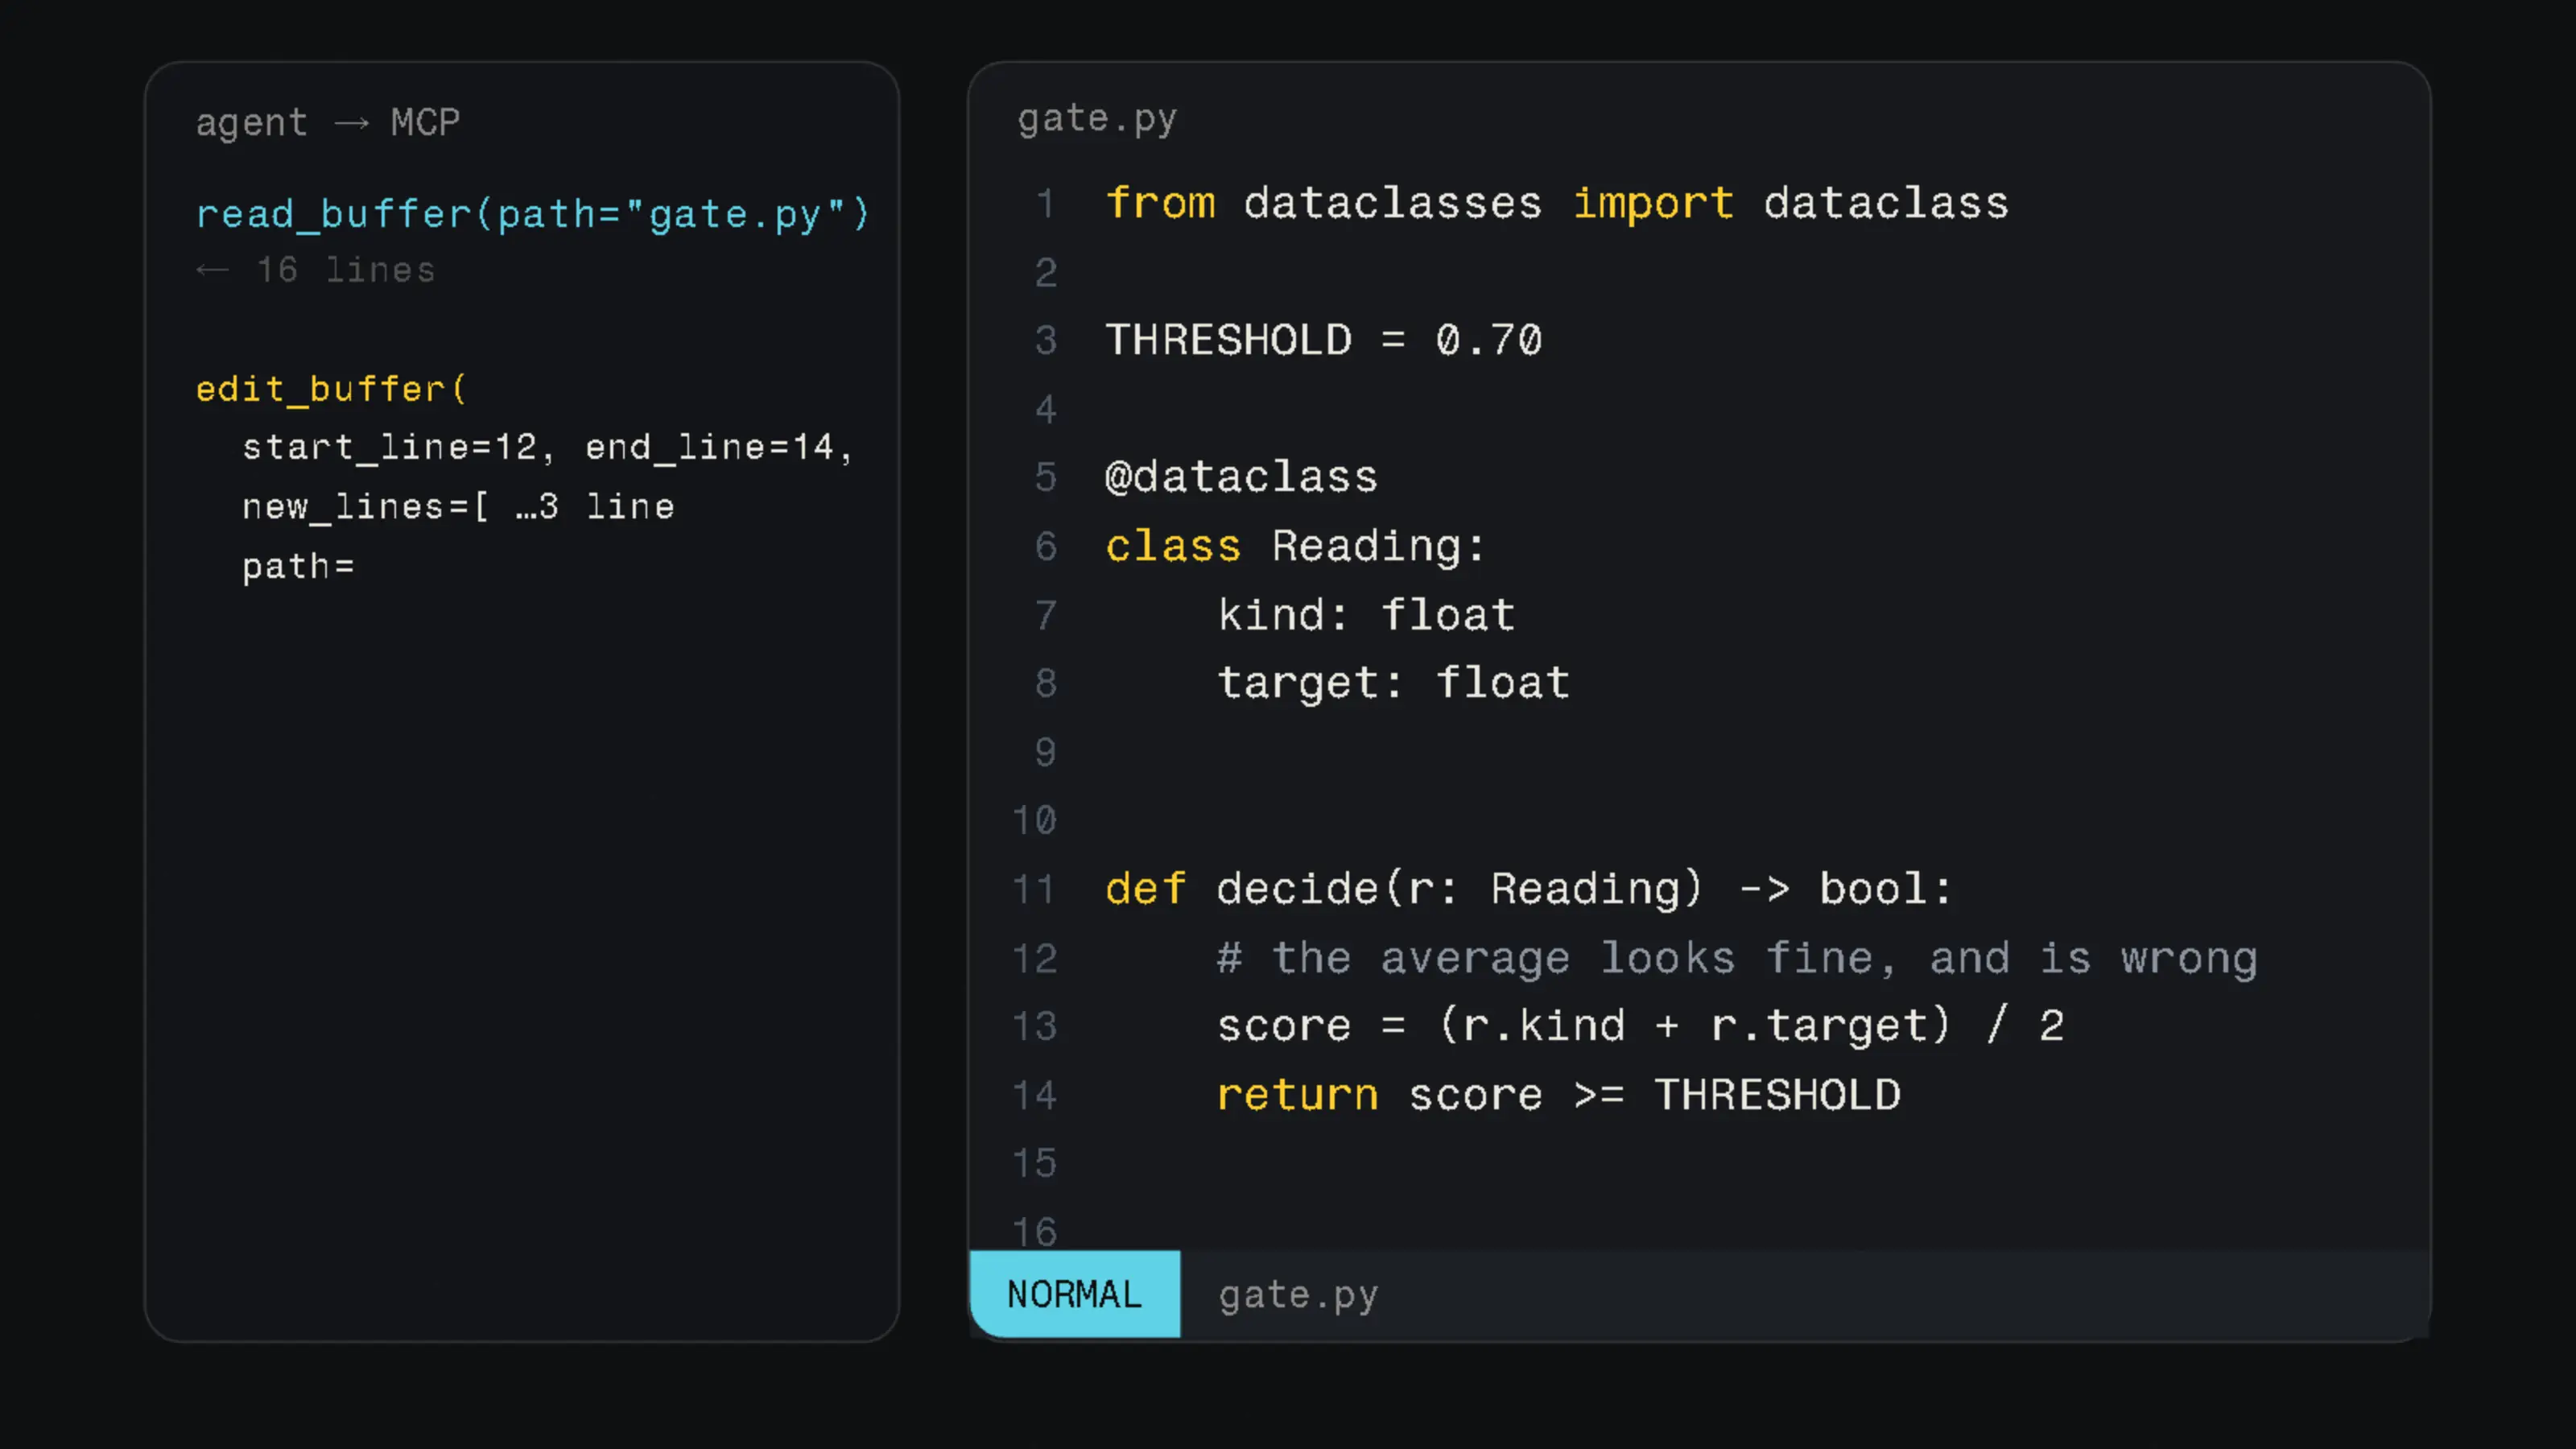 agent → MCP
read_buffer(path="gate.py")
← 16 lines
edit_buffer(
  start_line=12, end_line=14,
  new_lines=[ …3 line
  path=
gate.py
1 from dataclasses import dataclass
2
3 THRESHOLD = 0.70
4
5 @dataclass
6 class Reading:
7     kind: float
8     target: float
9
10
11 def decide(r: Reading) -> bool:
12     # the average looks fine, and is wrong
13     score = (r.kind + r.target) / 2
14     return score >= THRESHOLD
15
16
NORMAL gate.py